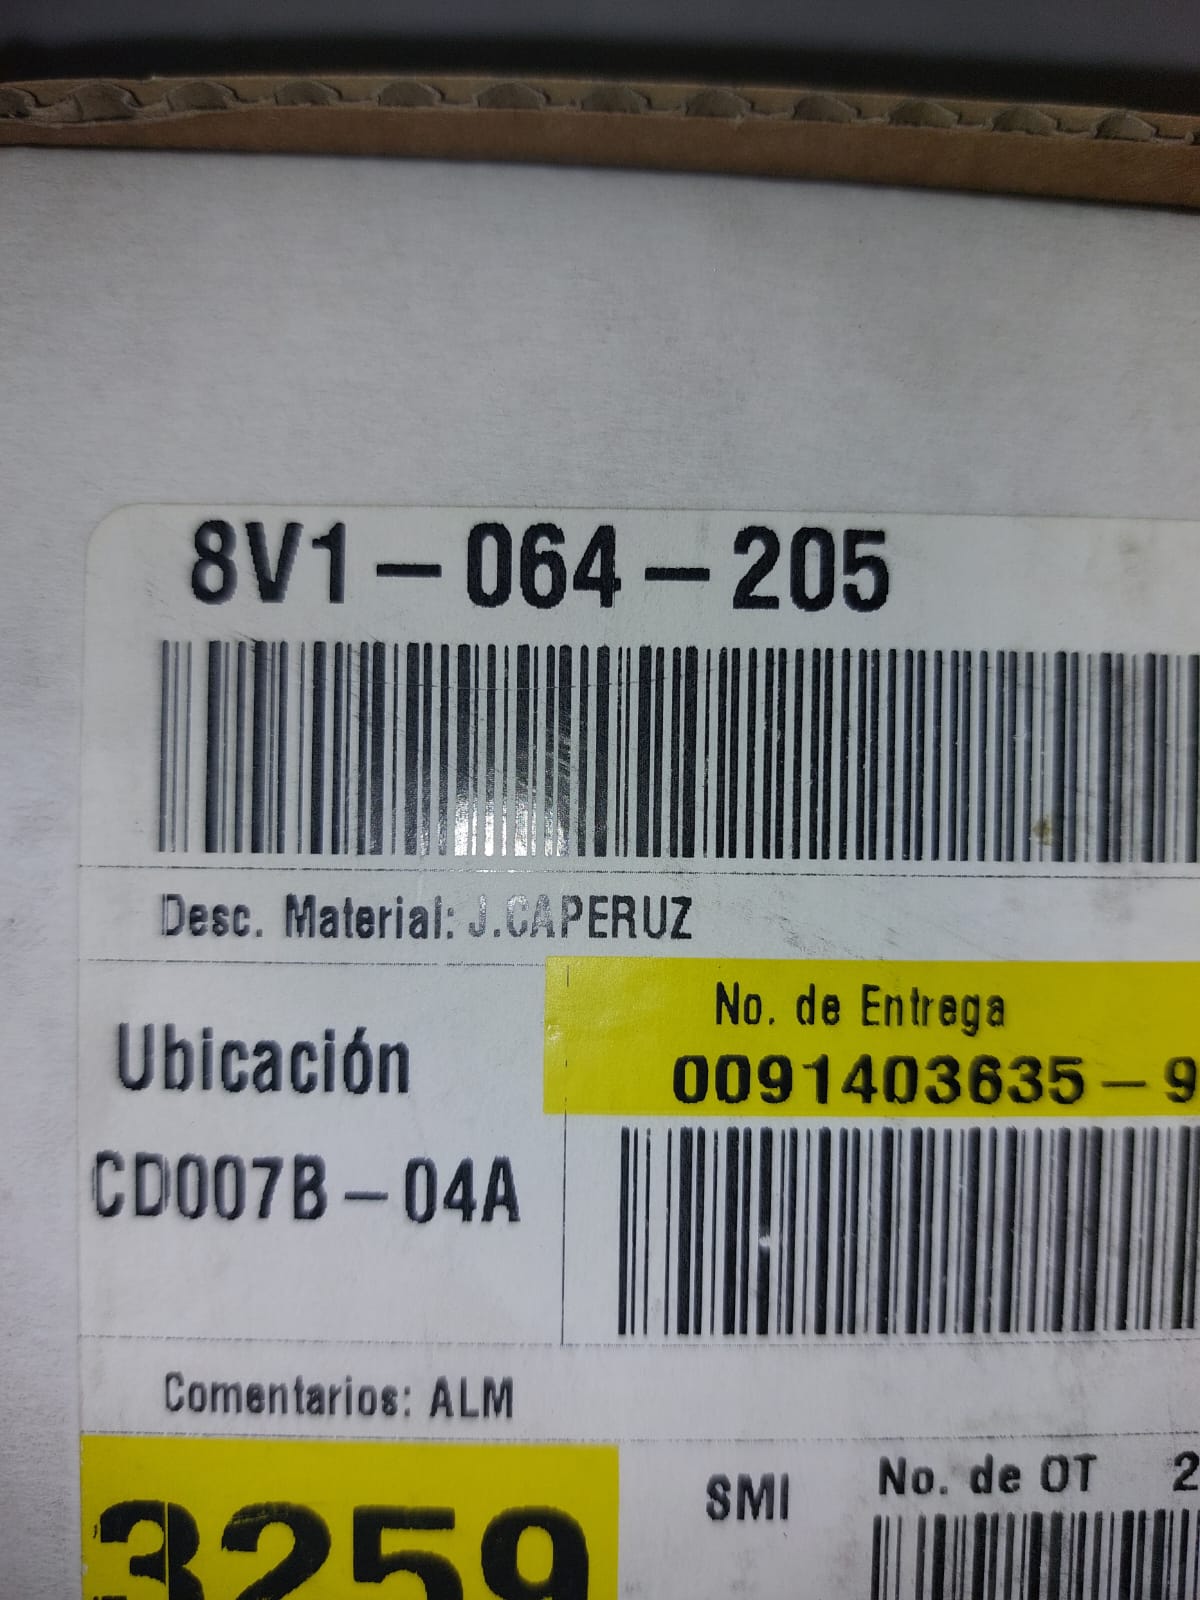 8V1-064-205
Desc. Material: J.CAPERUZ
No. de Entrega
0091403635-9
Ubicación
CD007B-04A
Comentarios: ALM
3259
SMI
No. de OT 2